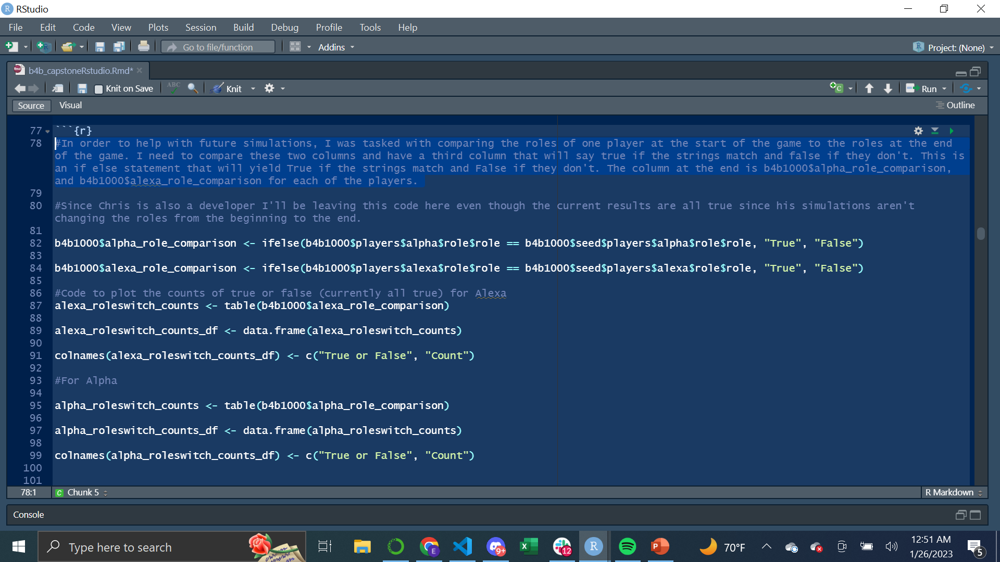 RStudio
File Edit Code View Plots Session Build Debug Profile Tools Help
Go to file/function Addins Project: (None)
b4b_capstoneRstudio.Rmd*
Knit on Save ABC Knit Run
Source Visual Outline
77 ```{r}
78 #In order to help with future simulations, I was tasked with comparing the roles of one player at the start of the game to the roles at the end
of the game. I need to compare these two columns and have a third column that will say true if the strings match and false if they don't. This is
an if else statement that will yield True if the strings match and False if they don't. The column at the end is b4b1000$alpha_role_comparison,
and b4b1000$alexa_role_comparison for each of the players.
79
80 #Since Chris is also a developer I'll be leaving this code here even though the current results are all true since his simulations aren't
changing the roles from the beginning to the end.
81
82 b4b1000$alpha_role_comparison <- ifelse(b4b1000$players$alpha$role$role == b4b1000$seed$players$alpha$role$role, "True", "False")
83
84 b4b1000$alexa_role_comparison <- ifelse(b4b1000$players$alexa$role$role == b4b1000$seed$players$alexa$role$role, "True", "False")
85
86 #Code to plot the counts of true or false (currently all true) for Alexa
87 alexa_roleswitch_counts <- table(b4b1000$alexa_role_comparison)
88
89 alexa_roleswitch_counts_df <- data.frame(alexa_roleswitch_counts)
90
91 colnames(alexa_roleswitch_counts_df) <- c("True or False", "Count")
92
93 #For Alpha
94
95 alpha_roleswitch_counts <- table(b4b1000$alpha_role_comparison)
96
97 alpha_roleswitch_counts_df <- data.frame(alpha_roleswitch_counts)
98
99 colnames(alpha_roleswitch_counts_df) <- c("True or False", "Count")
100
101
78:1 C Chunk 5 R Markdown
Console
Type here to search 9+ 12 70°F 12:51 AM
1/26/2023 5